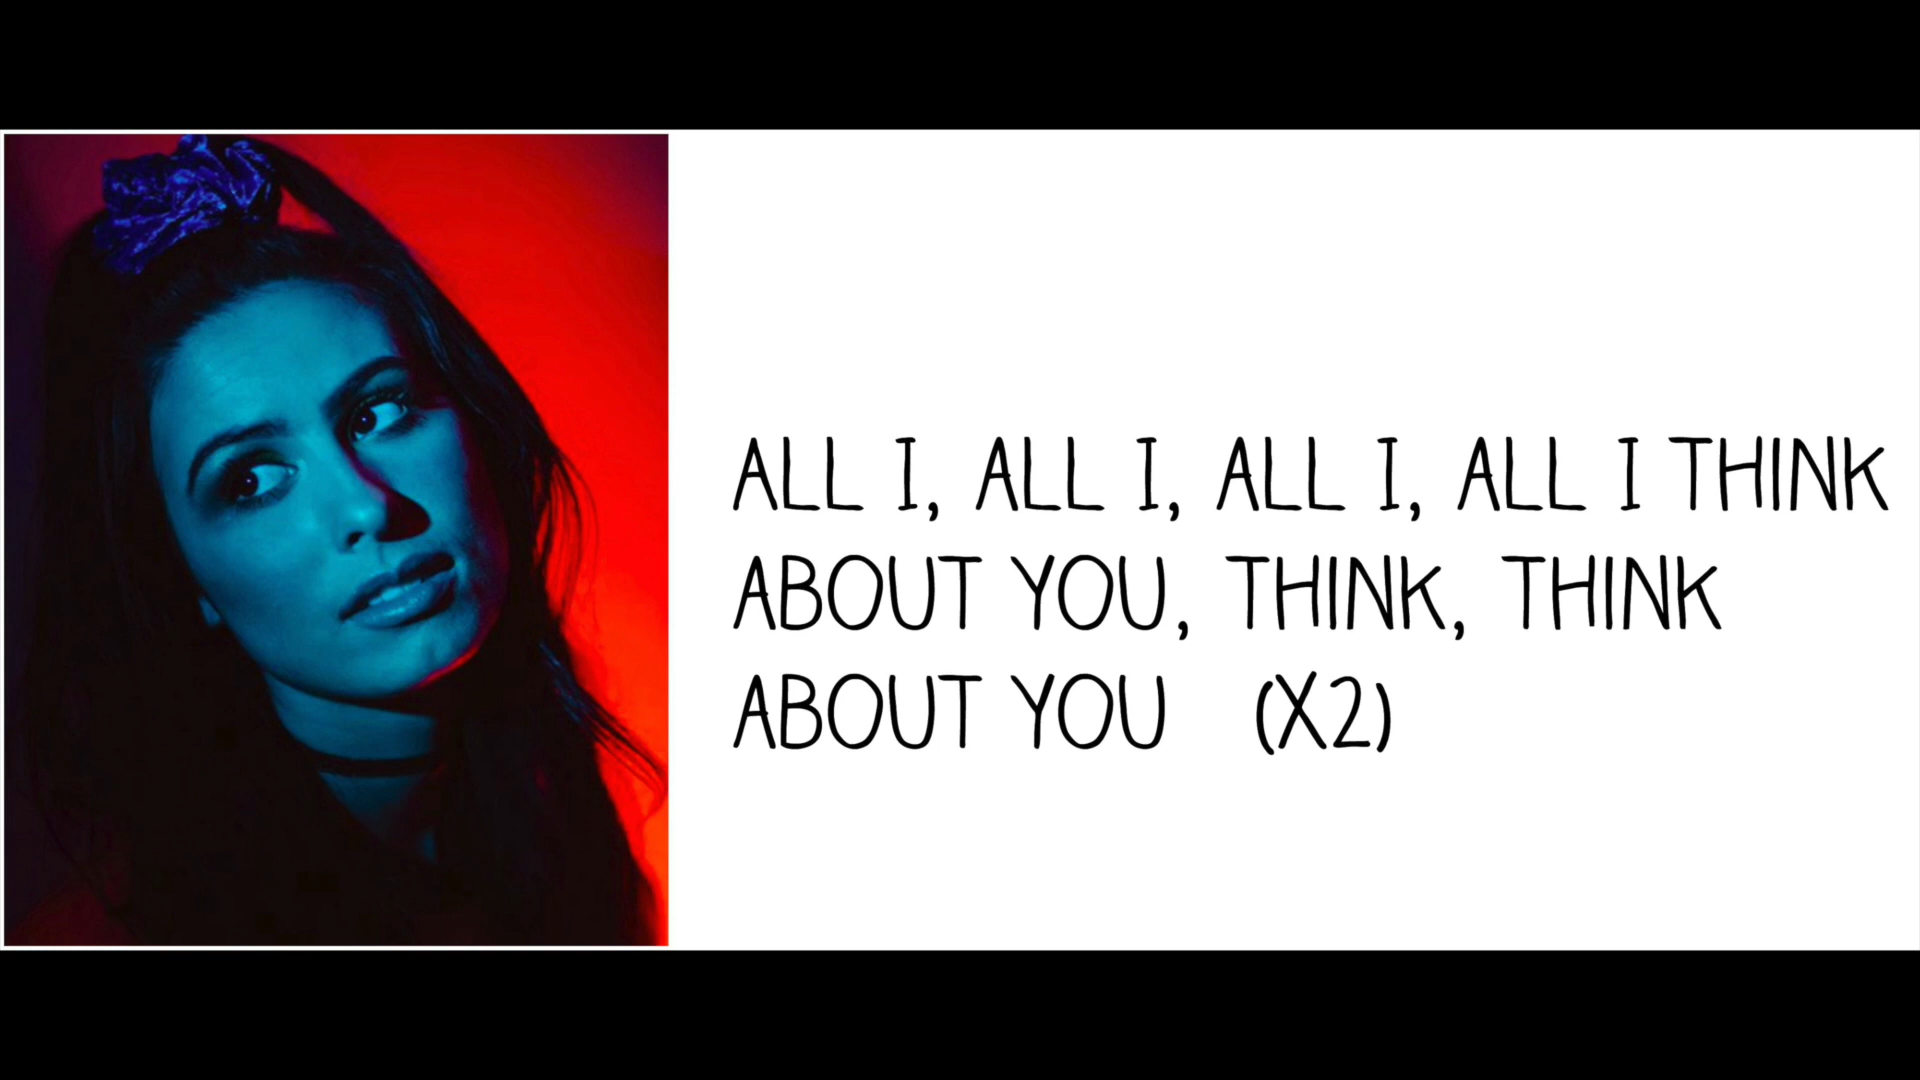 ALL I, ALL I, ALL I, ALL I THINK
ABOUT YOU, THINK, THINK
ABOUT YOU (X2)